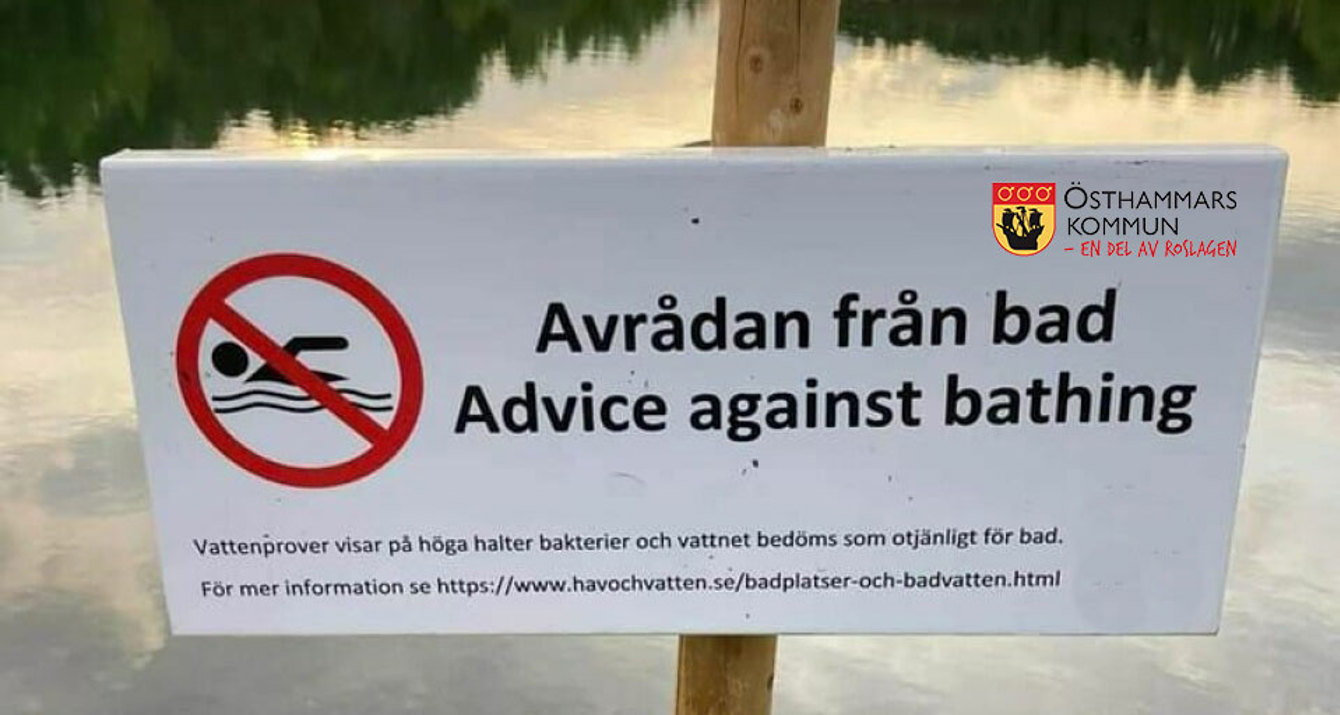 ÖSTHAMMARS
KOMMUN
– EN DEL AV ROSLAGEN
Avrådan från bad
Advice against bathing
Vattenprover visar på höga halter bakterier och vattnet bedöms som otjänligt för bad.
För mer information se https://www.havochvatten.se/badplatser-och-badvatten.html